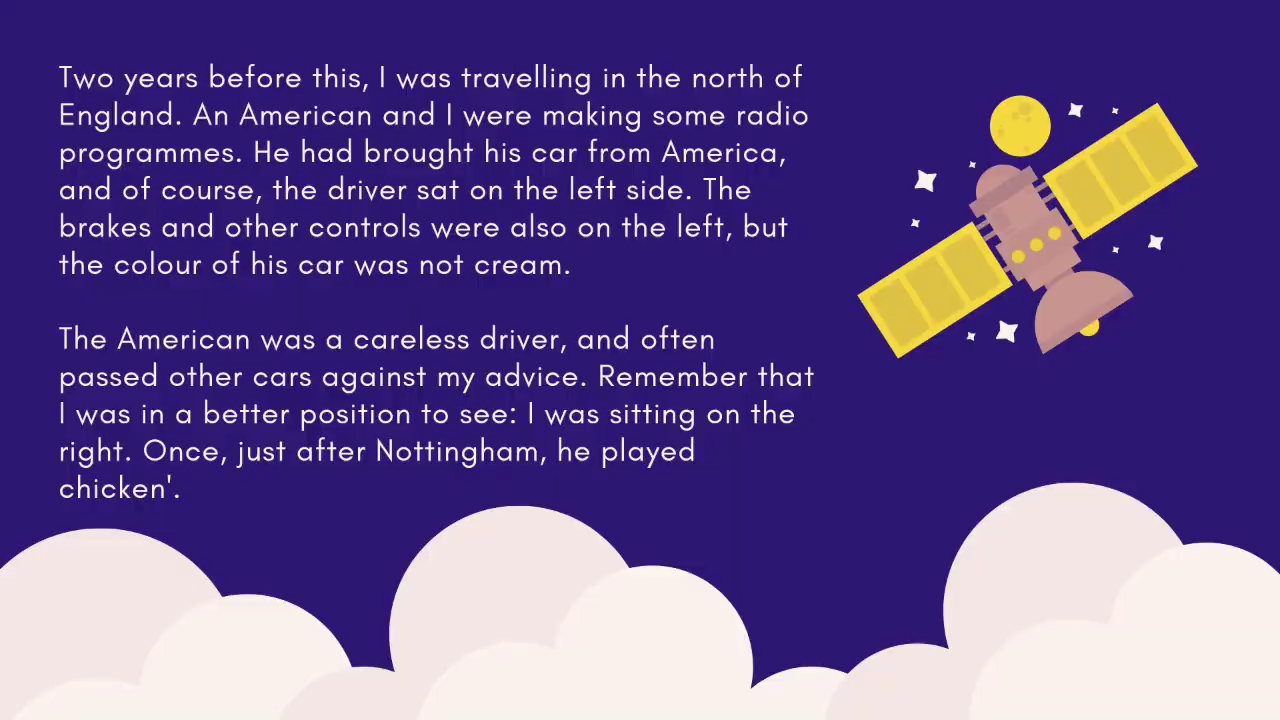 Two years before this, I was travelling in the north of
England. An American and I were making some radio
programmes. He had brought his car from America,
and of course, the driver sat on the left side. The
brakes and other controls were also on the left, but
the colour of his car was not cream.
The American was a careless driver, and often
passed other cars against my advice. Remember that
I was in a better position to see: I was sitting on the
right. Once, just after Nottingham, he played
chicken'.